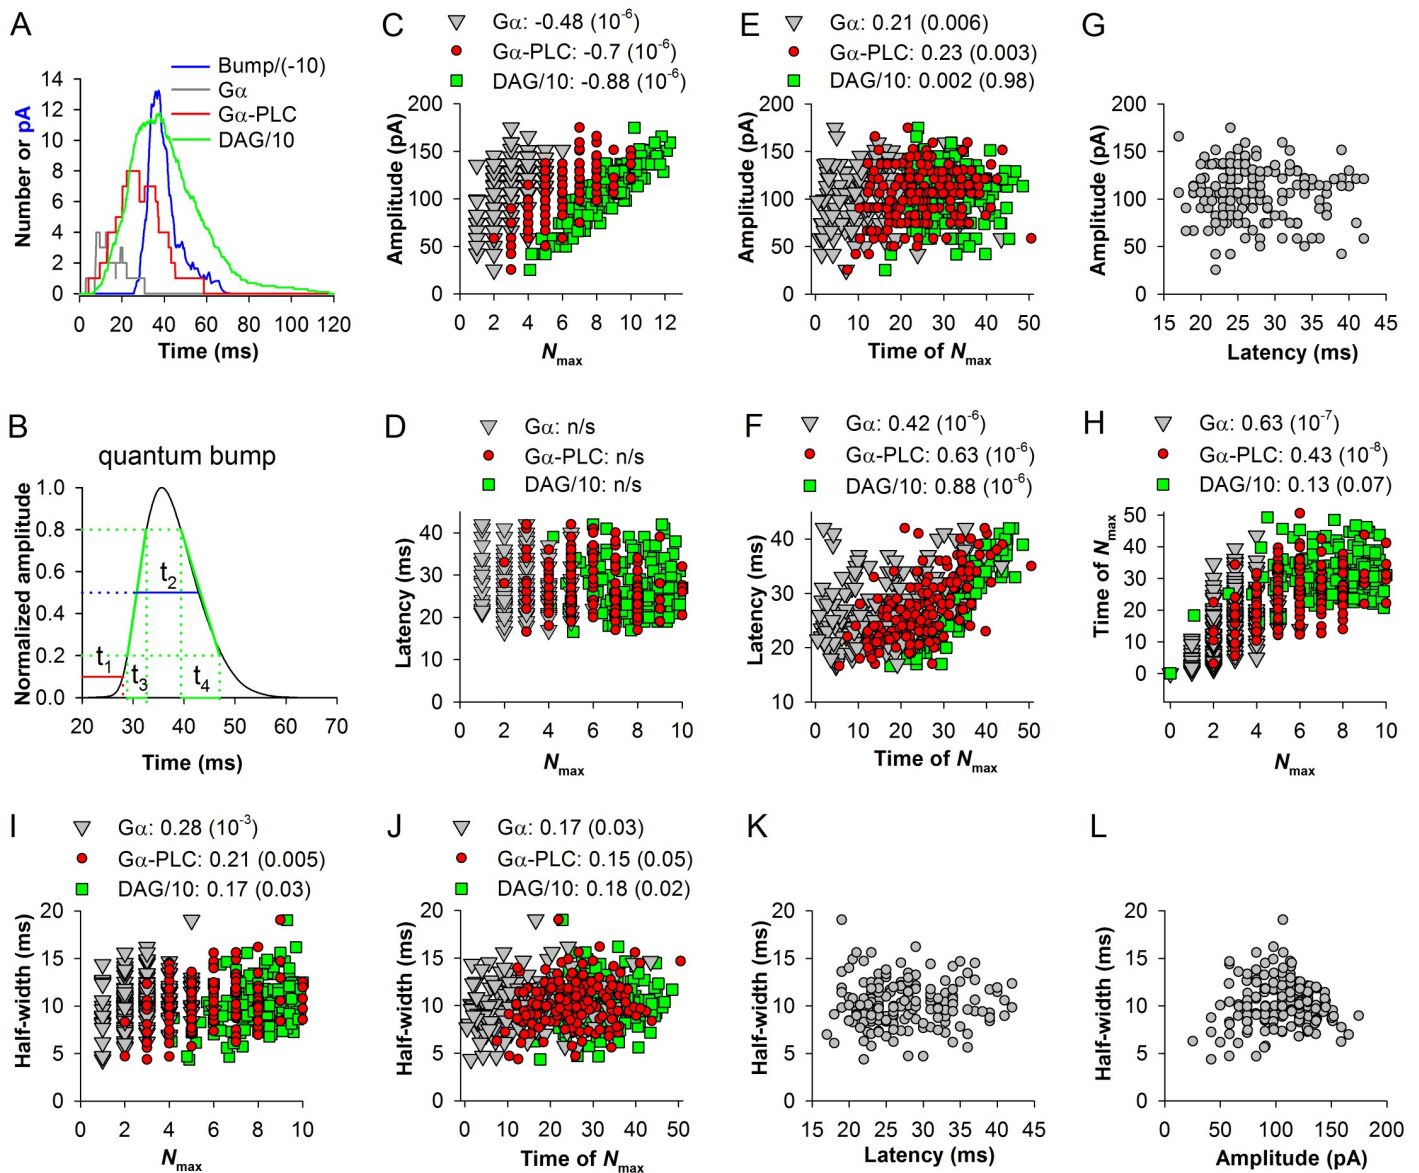 A
Bump/(-10)
Gα
Gα-PLC
DAG/10
14
12
10
8
6
4
2
0
Number or pA
0 20 40 60 80 100 120
Time (ms)
B
quantum bump
1.0
0.8
0.6
0.4
0.2
0.0
Normalized amplitude
t1
t2
t3
t4
20 30 40 50 60 70
Time (ms)
C
Gα: -0.48 (10-6)
Gα-PLC: -0.7 (10-6)
DAG/10: -0.88 (10-6)
200
150
100
50
0
Amplitude (pA)
0 2 4 6 8 10 12
Nmax
D
Gα: n/s
Gα-PLC: n/s
DAG/10: n/s
40
30
20
10
Latency (ms)
0 2 4 6 8 10
Nmax
E
Gα: 0.21 (0.006)
Gα-PLC: 0.23 (0.003)
DAG/10: 0.002 (0.98)
200
150
100
50
0
Amplitude (pA)
0 10 20 30 40 50
Time of Nmax
F
Gα: 0.42 (10-6)
Gα-PLC: 0.63 (10-6)
DAG/10: 0.88 (10-6)
40
30
20
10
Latency (ms)
0 10 20 30 40 50
Time of Nmax
G
200
150
100
50
0
Amplitude (pA)
15 20 25 30 35 40 45
Latency (ms)
H
Gα: 0.63 (10-7)
Gα-PLC: 0.43 (10-8)
DAG/10: 0.13 (0.07)
50
40
30
20
10
0
Time of Nmax
0 2 4 6 8 10
Nmax
I
Gα: 0.28 (10-3)
Gα-PLC: 0.21 (0.005)
DAG/10: 0.17 (0.03)
20
15
10
5
0
Half-width (ms)
2 4 6 8 10
Nmax
J
Gα: 0.17 (0.03)
Gα-PLC: 0.15 (0.05)
DAG/10: 0.18 (0.02)
20
15
10
5
0
Half-width (ms)
0 10 20 30 40 50
Time of Nmax
K
20
15
10
5
0
Half-width (ms)
15 20 25 30 35 40 45
Latency (ms)
L
20
15
10
5
0
Half-width (ms)
0 50 100 150 200
Amplitude (pA)